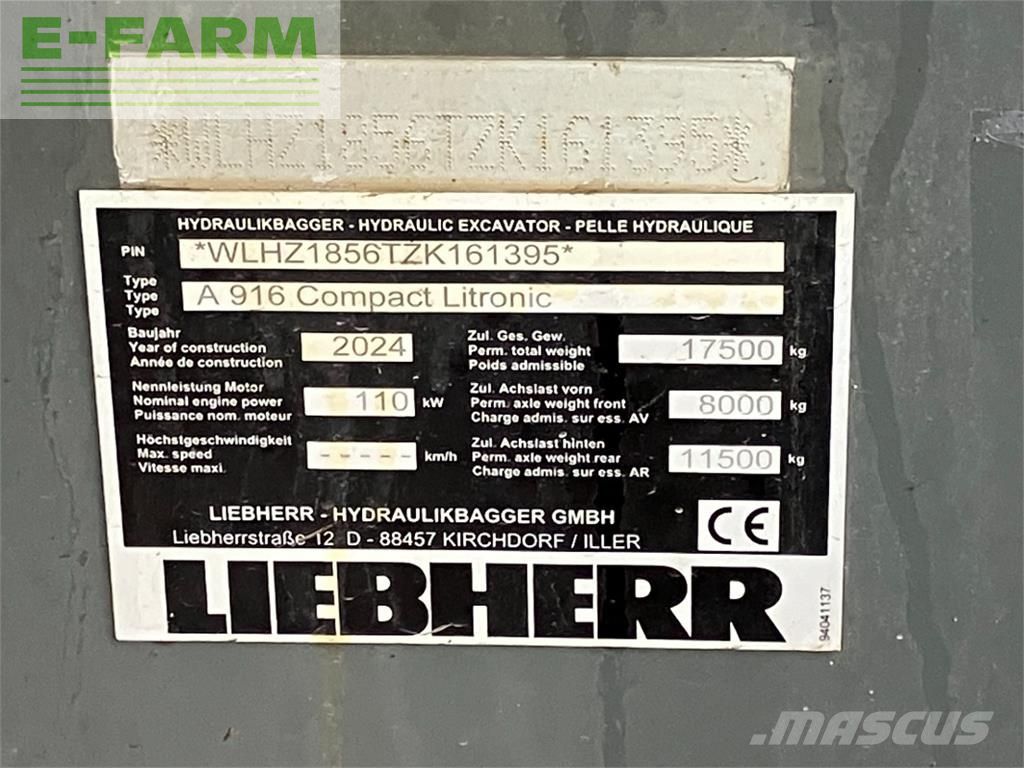 E-FARM
*WLHZ1856TZK161395*
HYDRAULIKBAGGER - HYDRAULIC EXCAVATOR - PELLE HYDRAULIQUE
PIN *WLHZ1856TZK161395*
Type
Type A 916 Compact Litronic
Type
Baujahr
Year of construction 2024
Année de construction
Zul. Ges. Gew.
Perm. total weight 17500 kg
Poids admissible
Nennleistung Motor
Nominal engine power 110 kW
Puissance nom. moteur
Zul. Achslast vorn
Perm. axle weight front 8000 kg
Charge admis. sur ess. AV
Höchstgeschwindigkeit
Max. speed ----- km/h
Vitesse maxi.
Zul. Achslast hinten
Perm. axle weight rear 11500 kg
Charge admis. sur ess. AR
LIEBHERR - HYDRAULIKBAGGER GMBH
Liebherrstraße 12 D - 88457 KIRCHDORF / ILLER
CE
LIEBHERR
94041137
MASCUS